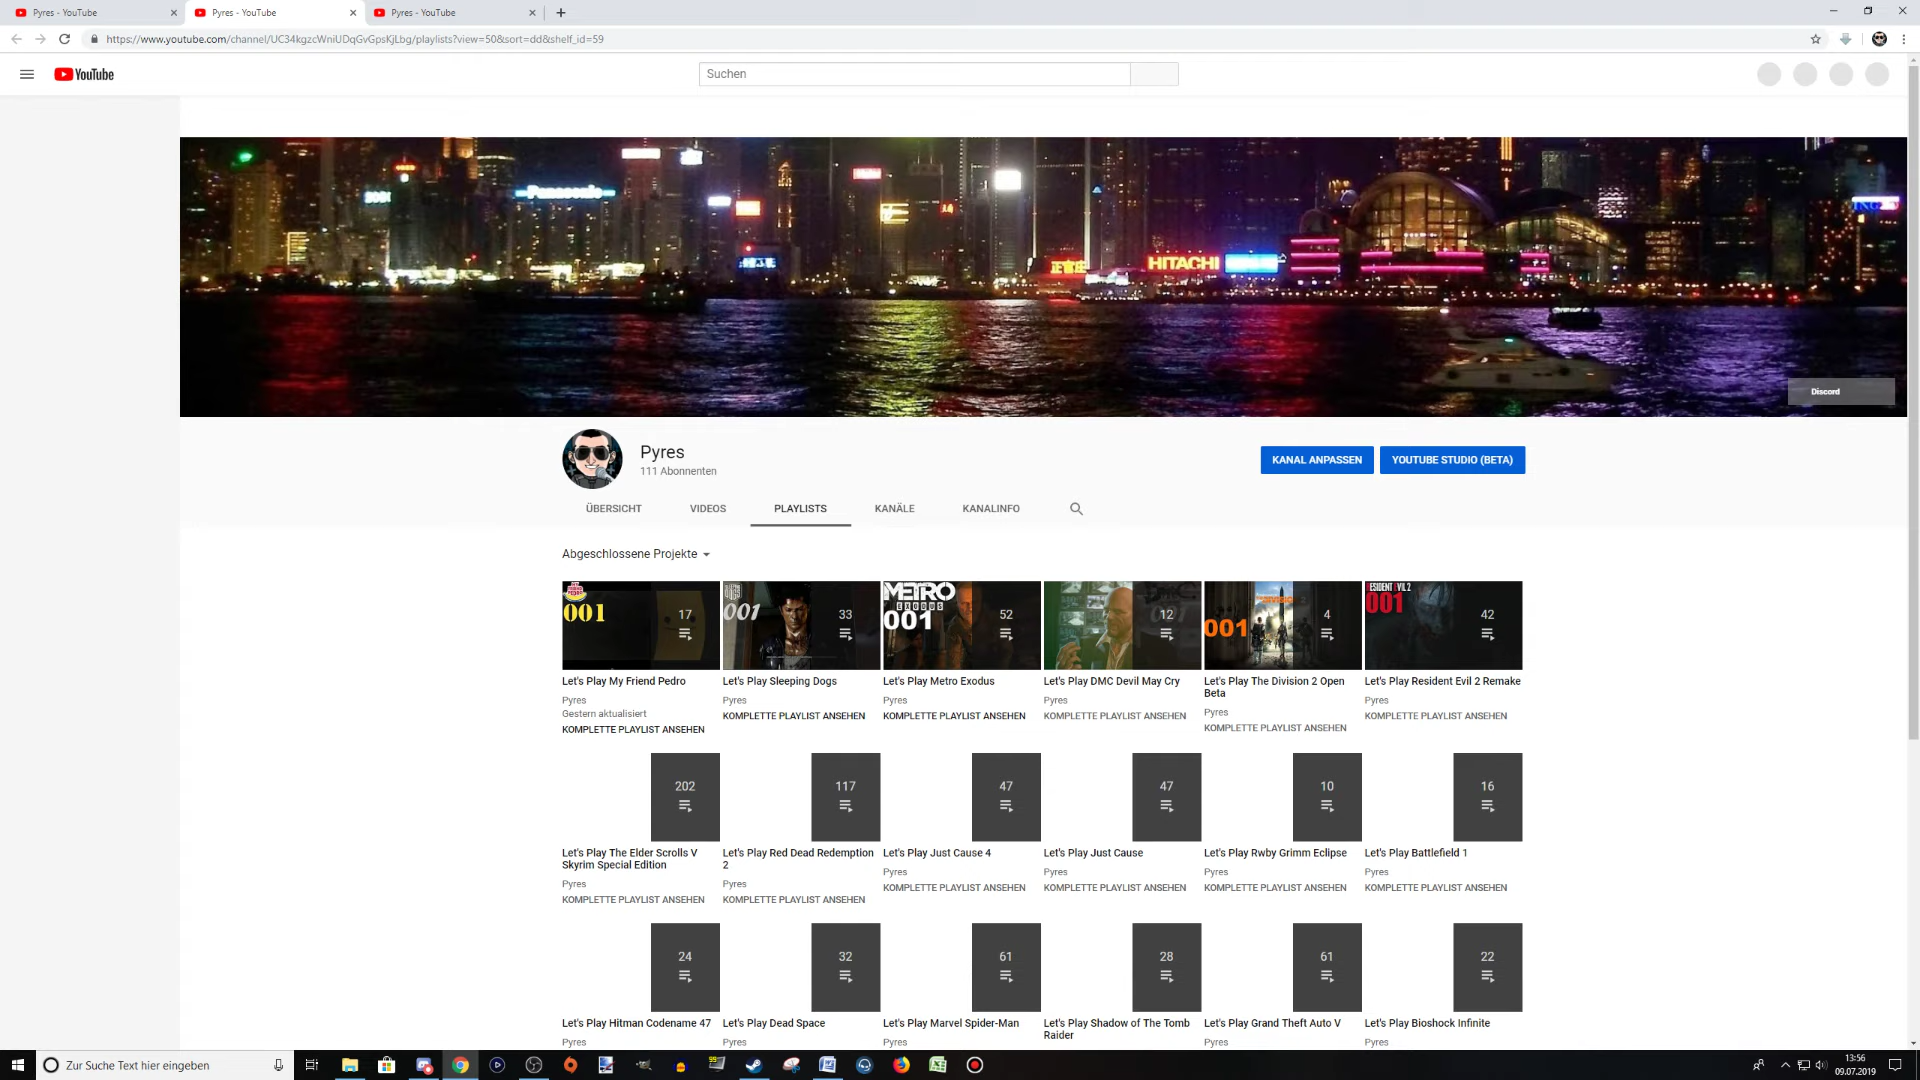 Pyres - YouTube
Pyres - YouTube
Pyres - YouTube
https://www.youtube.com/channel/UC34kgzcWniUDqGvGpsKjLbg/playlists?view=50&sort=dd&shelf_id=59
YouTube
Suchen
Panasonic
HITACHI
正官庄
Discord
Pyres
111 Abonnenten
KANAL ANPASSEN
YOUTUBE STUDIO (BETA)
ÜBERSICHT VIDEOS PLAYLISTS KANÄLE KANALINFO
Abgeschlossene Projekte
001 17
001 33
METRO
EXODUS
001 52
12
001 4
RESIDENT EVIL 2
001 42
Let's Play My Friend Pedro
Pyres
Gestern aktualisiert
KOMPLETTE PLAYLIST ANSEHEN
Let's Play Sleeping Dogs
Pyres
KOMPLETTE PLAYLIST ANSEHEN
Let's Play Metro Exodus
Pyres
KOMPLETTE PLAYLIST ANSEHEN
Let's Play DMC Devil May Cry
Pyres
KOMPLETTE PLAYLIST ANSEHEN
Let's Play The Division 2 Open
Beta
Pyres
KOMPLETTE PLAYLIST ANSEHEN
Let's Play Resident Evil 2 Remake
Pyres
KOMPLETTE PLAYLIST ANSEHEN
202
Let's Play The Elder Scrolls V
Skyrim Special Edition
Pyres
KOMPLETTE PLAYLIST ANSEHEN
117
Let's Play Red Dead Redemption
2
Pyres
KOMPLETTE PLAYLIST ANSEHEN
47
Let's Play Just Cause 4
Pyres
KOMPLETTE PLAYLIST ANSEHEN
47
Let's Play Just Cause
Pyres
KOMPLETTE PLAYLIST ANSEHEN
10
Let's Play Rwby Grimm Eclipse
Pyres
KOMPLETTE PLAYLIST ANSEHEN
16
Let's Play Battlefield 1
Pyres
KOMPLETTE PLAYLIST ANSEHEN
24
Let's Play Hitman Codename 47
Pyres
32
Let's Play Dead Space
Pyres
61
Let's Play Marvel Spider-Man
Pyres
28
Let's Play Shadow of The Tomb
Raider
61
Let's Play Grand Theft Auto V
Pyres
22
Let's Play Bioshock Infinite
Pyres
Zur Suche Text hier eingeben
99
13:56
09.07.2019